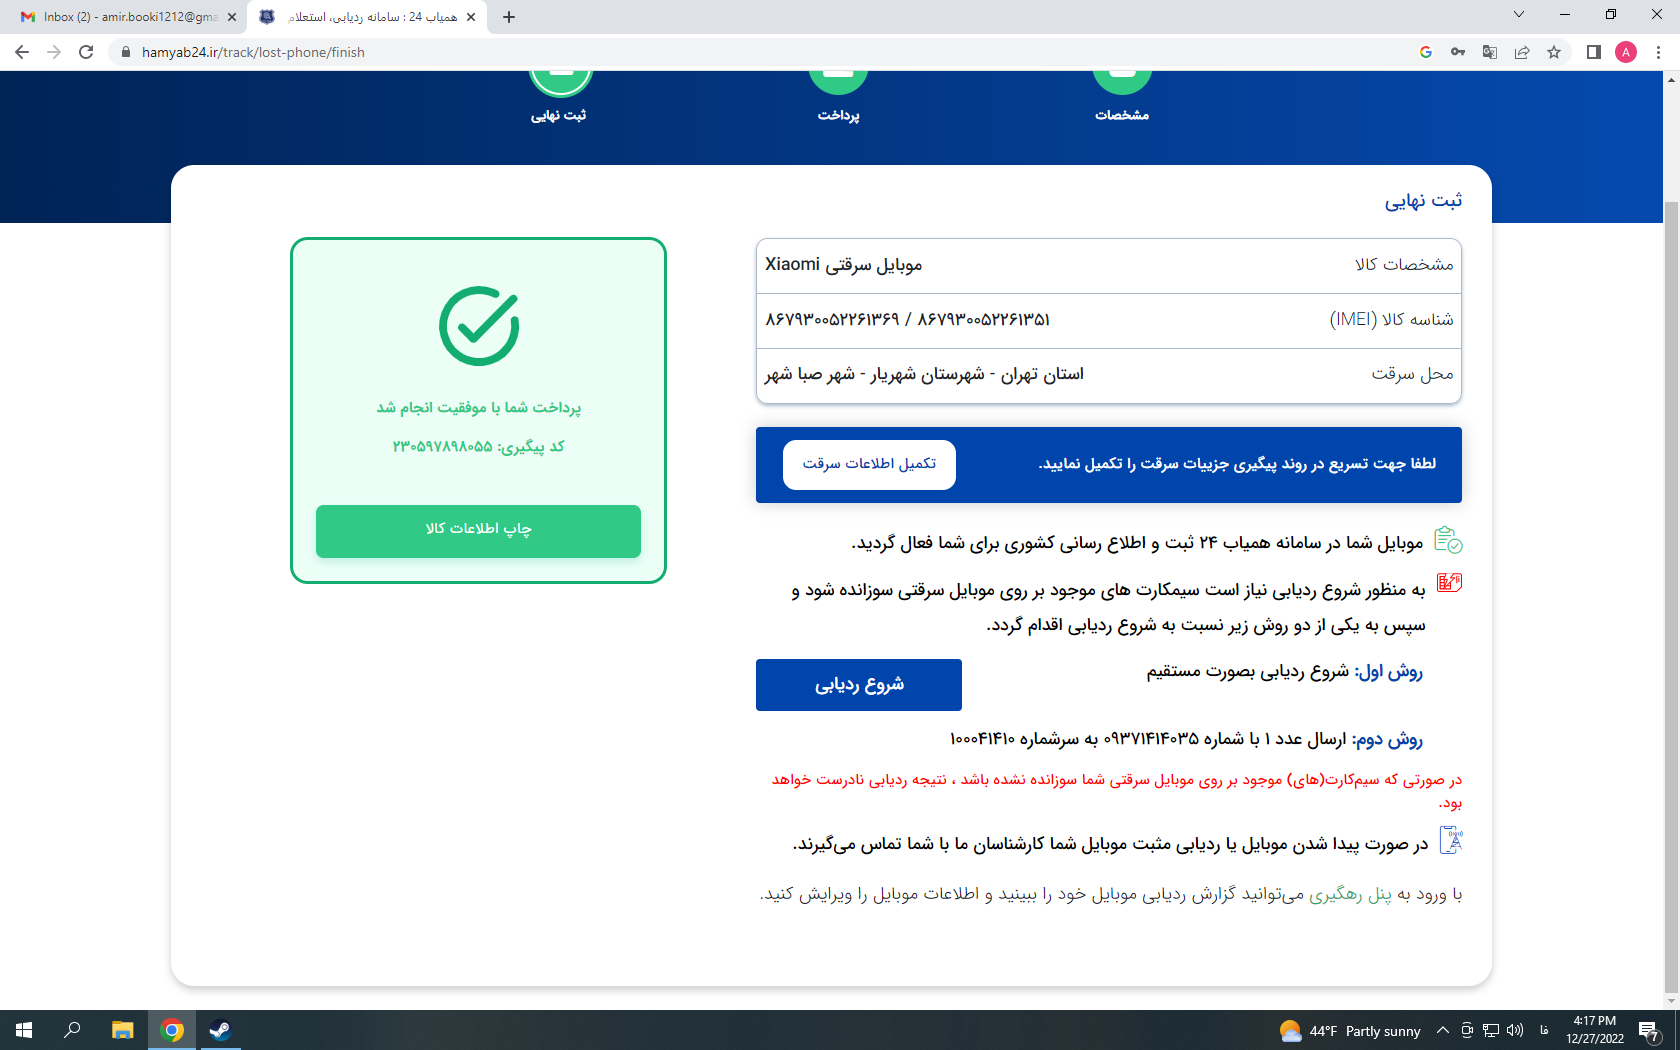 Inbox (2) - amir.booki1212@gma
همیاب 24 : سامانه ردیابی، استعلام
hamyab24.ir/track/lost-phone/finish
A
مشخصات
پرداخت
ثبت نهایی
ثبت نهایی
مشخصات کالا
موبایل سرقتی Xiaomi
شناسه کالا (IMEI)
۸۶۷۹۳۰۰۵۲۲۶۱۳۵۱ / ۸۶۷۹۳۰۰۵۲۲۶۱۳۶۹
محل سرقت
استان تهران - شهرستان شهریار - شهر صبا شهر
لطفا جهت تسریع در روند پیگیری جزییات سرقت را تکمیل نمایید.
تکمیل اطلاعات سرقت
موبایل شما در سامانه همیاب ۲۴ ثبت و اطلاع رسانی کشوری برای شما فعال گردید.
به منظور شروع ردیابی نیاز است سیمکارت های موجود بر روی موبایل سرقتی سوزانده شود و
سپس به یکی از دو روش زیر نسبت به شروع ردیابی اقدام گردد.
روش اول: شروع ردیابی بصورت مستقیم
شروع ردیابی
روش دوم: ارسال عدد ۱ با شماره ۰۹۳۷۱۴۱۴۰۳۵ به سرشماره ۱۰۰۰۴۱۴۱۰
در صورتی که سیم‌کارت(های) موجود بر روی موبایل سرقتی شما سوزانده نشده باشد ، نتیجه ردیابی نادرست خواهد
بود.
در صورت پیدا شدن موبایل یا ردیابی مثبت موبایل شما کارشناسان ما با شما تماس می‌گیرند.
با ورود به پنل رهگیری می‌توانید گزارش ردیابی موبایل خود را ببینید و اطلاعات موبایل را ویرایش کنید.
پرداخت شما با موفقیت انجام شد
کد پیگیری: ۲۳۰۵۹۷۸۹۸۰۵۵
چاپ اطلاعات کالا
44°F Partly sunny
فا
4:17 PM
12/27/2022
7